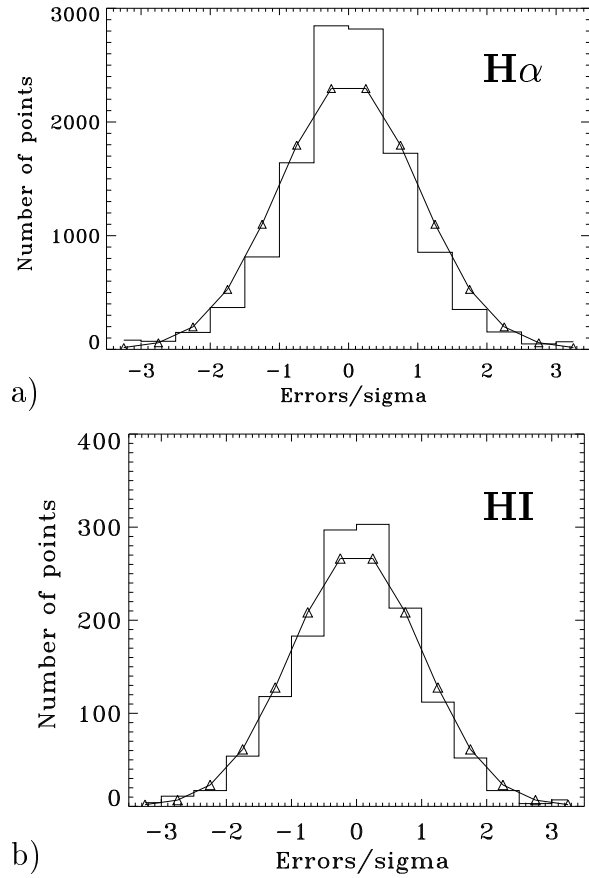 3000
Hα
2000
1000
0
Number of points
-3 -2 -1 0 1 2 3
Errors/sigma
a)
400
HI
300
200
100
0
Number of points
-3 -2 -1 0 1 2 3
Errors/sigma
b)